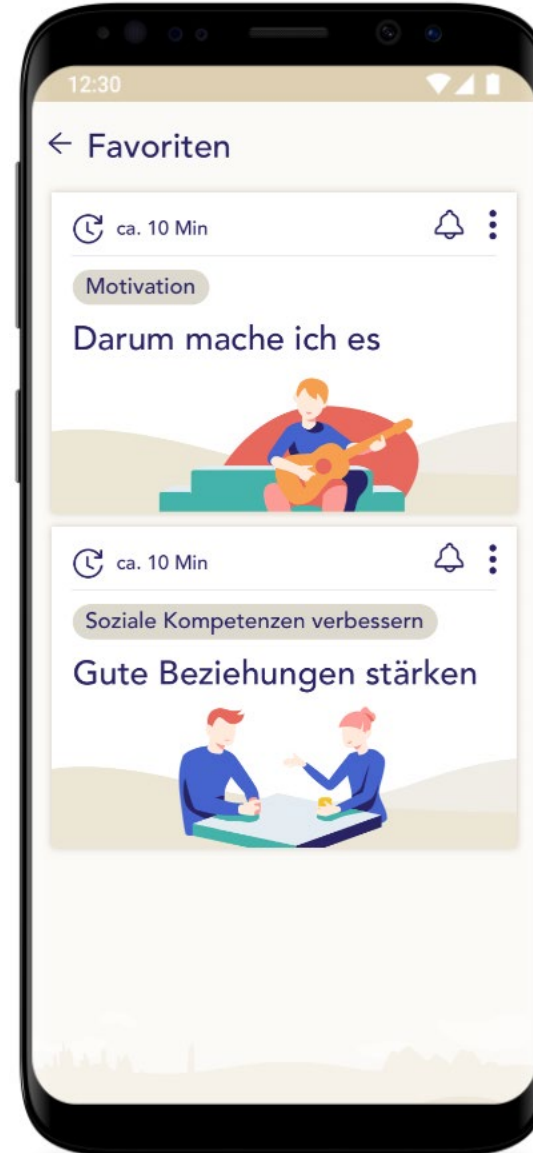 12:30
Favoriten
ca. 10 Min
Motivation
Darum mache ich es
ca. 10 Min
Soziale Kompetenzen verbessern
Gute Beziehungen stärken